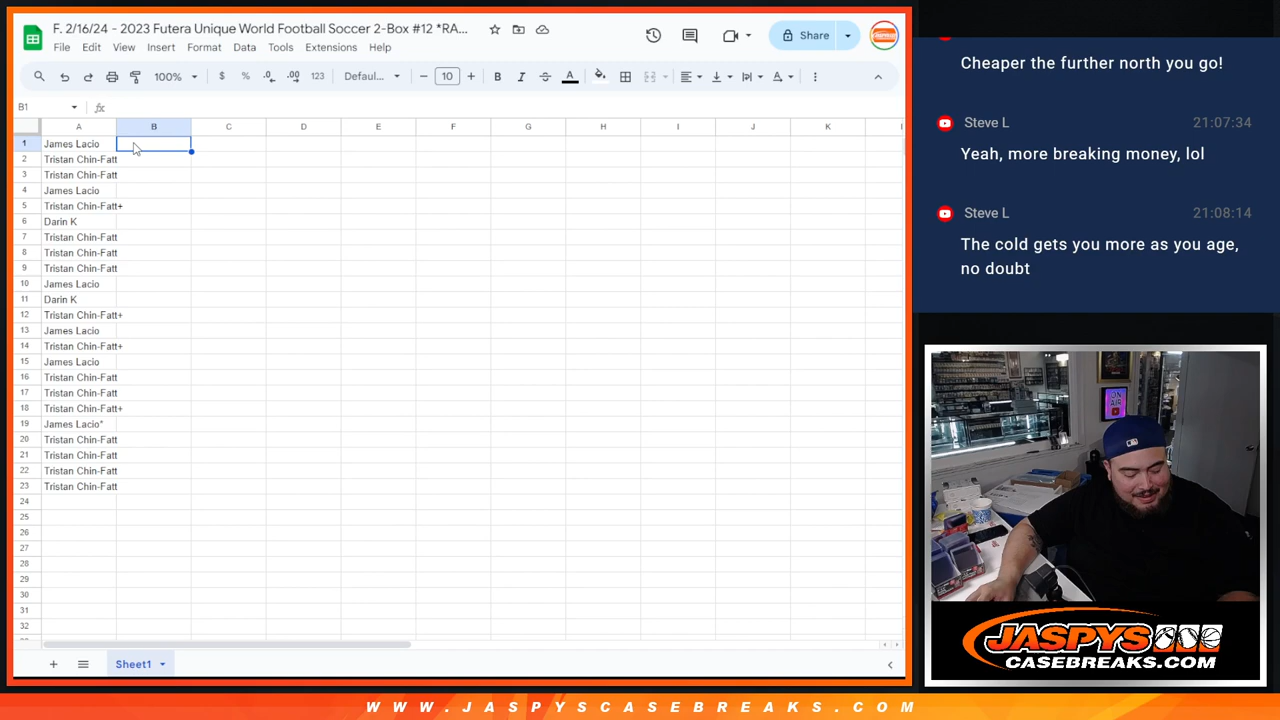 F. 2/16/24 - 2023 Futera Unique World Football Soccer 2-Box #12 *RA...
File Edit View Insert Format Data Tools Extensions Help
Share
100% $ % .0 .00 123 Defaul... 10 B I A
B1 fx
A B C D E F G H I J K
1 James Lacio
2 Tristan Chin-Fatt
3 Tristan Chin-Fatt
4 James Lacio
5 Tristan Chin-Fatt+
6 Darin K
7 Tristan Chin-Fatt
8 Tristan Chin-Fatt
9 Tristan Chin-Fatt
10 James Lacio
11 Darin K
12 Tristan Chin-Fatt+
13 James Lacio
14 Tristan Chin-Fatt+
15 James Lacio
16 Tristan Chin-Fatt
17 Tristan Chin-Fatt
18 Tristan Chin-Fatt+
19 James Lacio*
20 Tristan Chin-Fatt
21 Tristan Chin-Fatt
22 Tristan Chin-Fatt
23 Tristan Chin-Fatt
24
25
26
27
28
29
30
31
32
Sheet1
Cheaper the further north you go!
Steve L 21:07:34
Yeah, more breaking money, lol
Steve L 21:08:14
The cold gets you more as you age,
no doubt
ON
AIR
JASPYS
CASEBREAKS.COM
WWW.JASPYSCASEBREAKS.COM